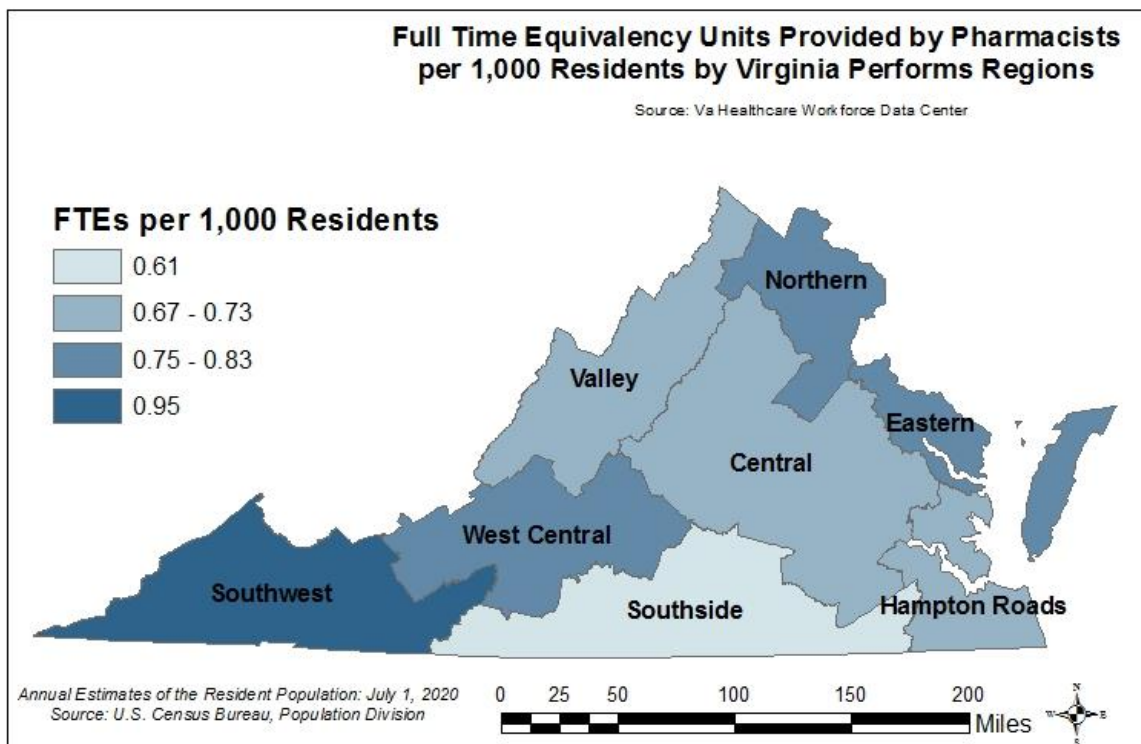 Full Time Equivalency Units Provided by Pharmacists
per 1,000 Residents by Virginia Performs Regions
Source: Va Healthcare Workforce Data Center
FTEs per 1,000 Residents
0.61
0.67 - 0.73
0.75 - 0.83
0.95
Northern
Valley
Eastern
Central
West Central
Southwest
Southside
Hampton Roads
Annual Estimates of the Resident Population: July 1, 2020
Source: U.S. Census Bureau, Population Division
0 25 50 100 150 200
Miles
N
W E
S